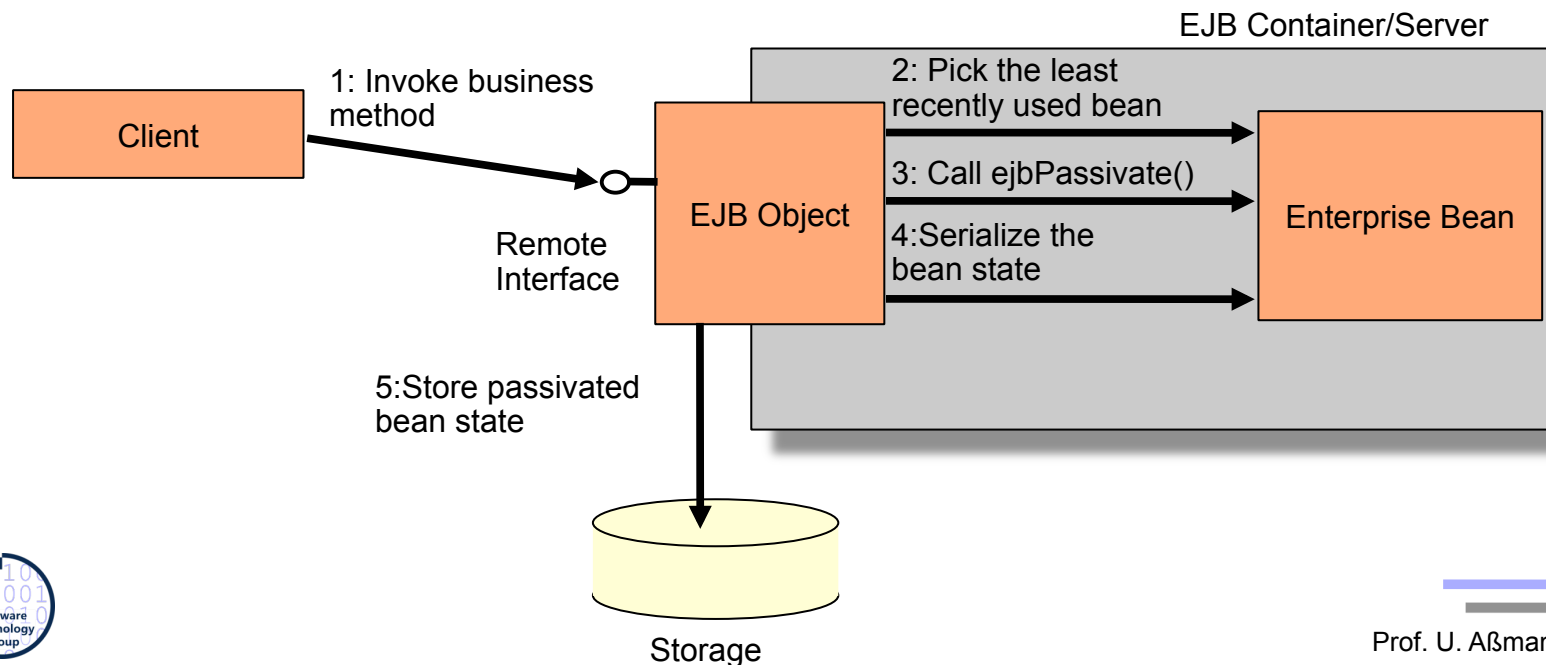 EJB Container/Server
1: Invoke business
method
2: Pick the least
recently used bean
Client
3: Call ejbPassivate()
EJB Object
Enterprise Bean
4:Serialize the
bean state
Remote
Interface
5:Store passivated
bean state
Storage
Prof. U.